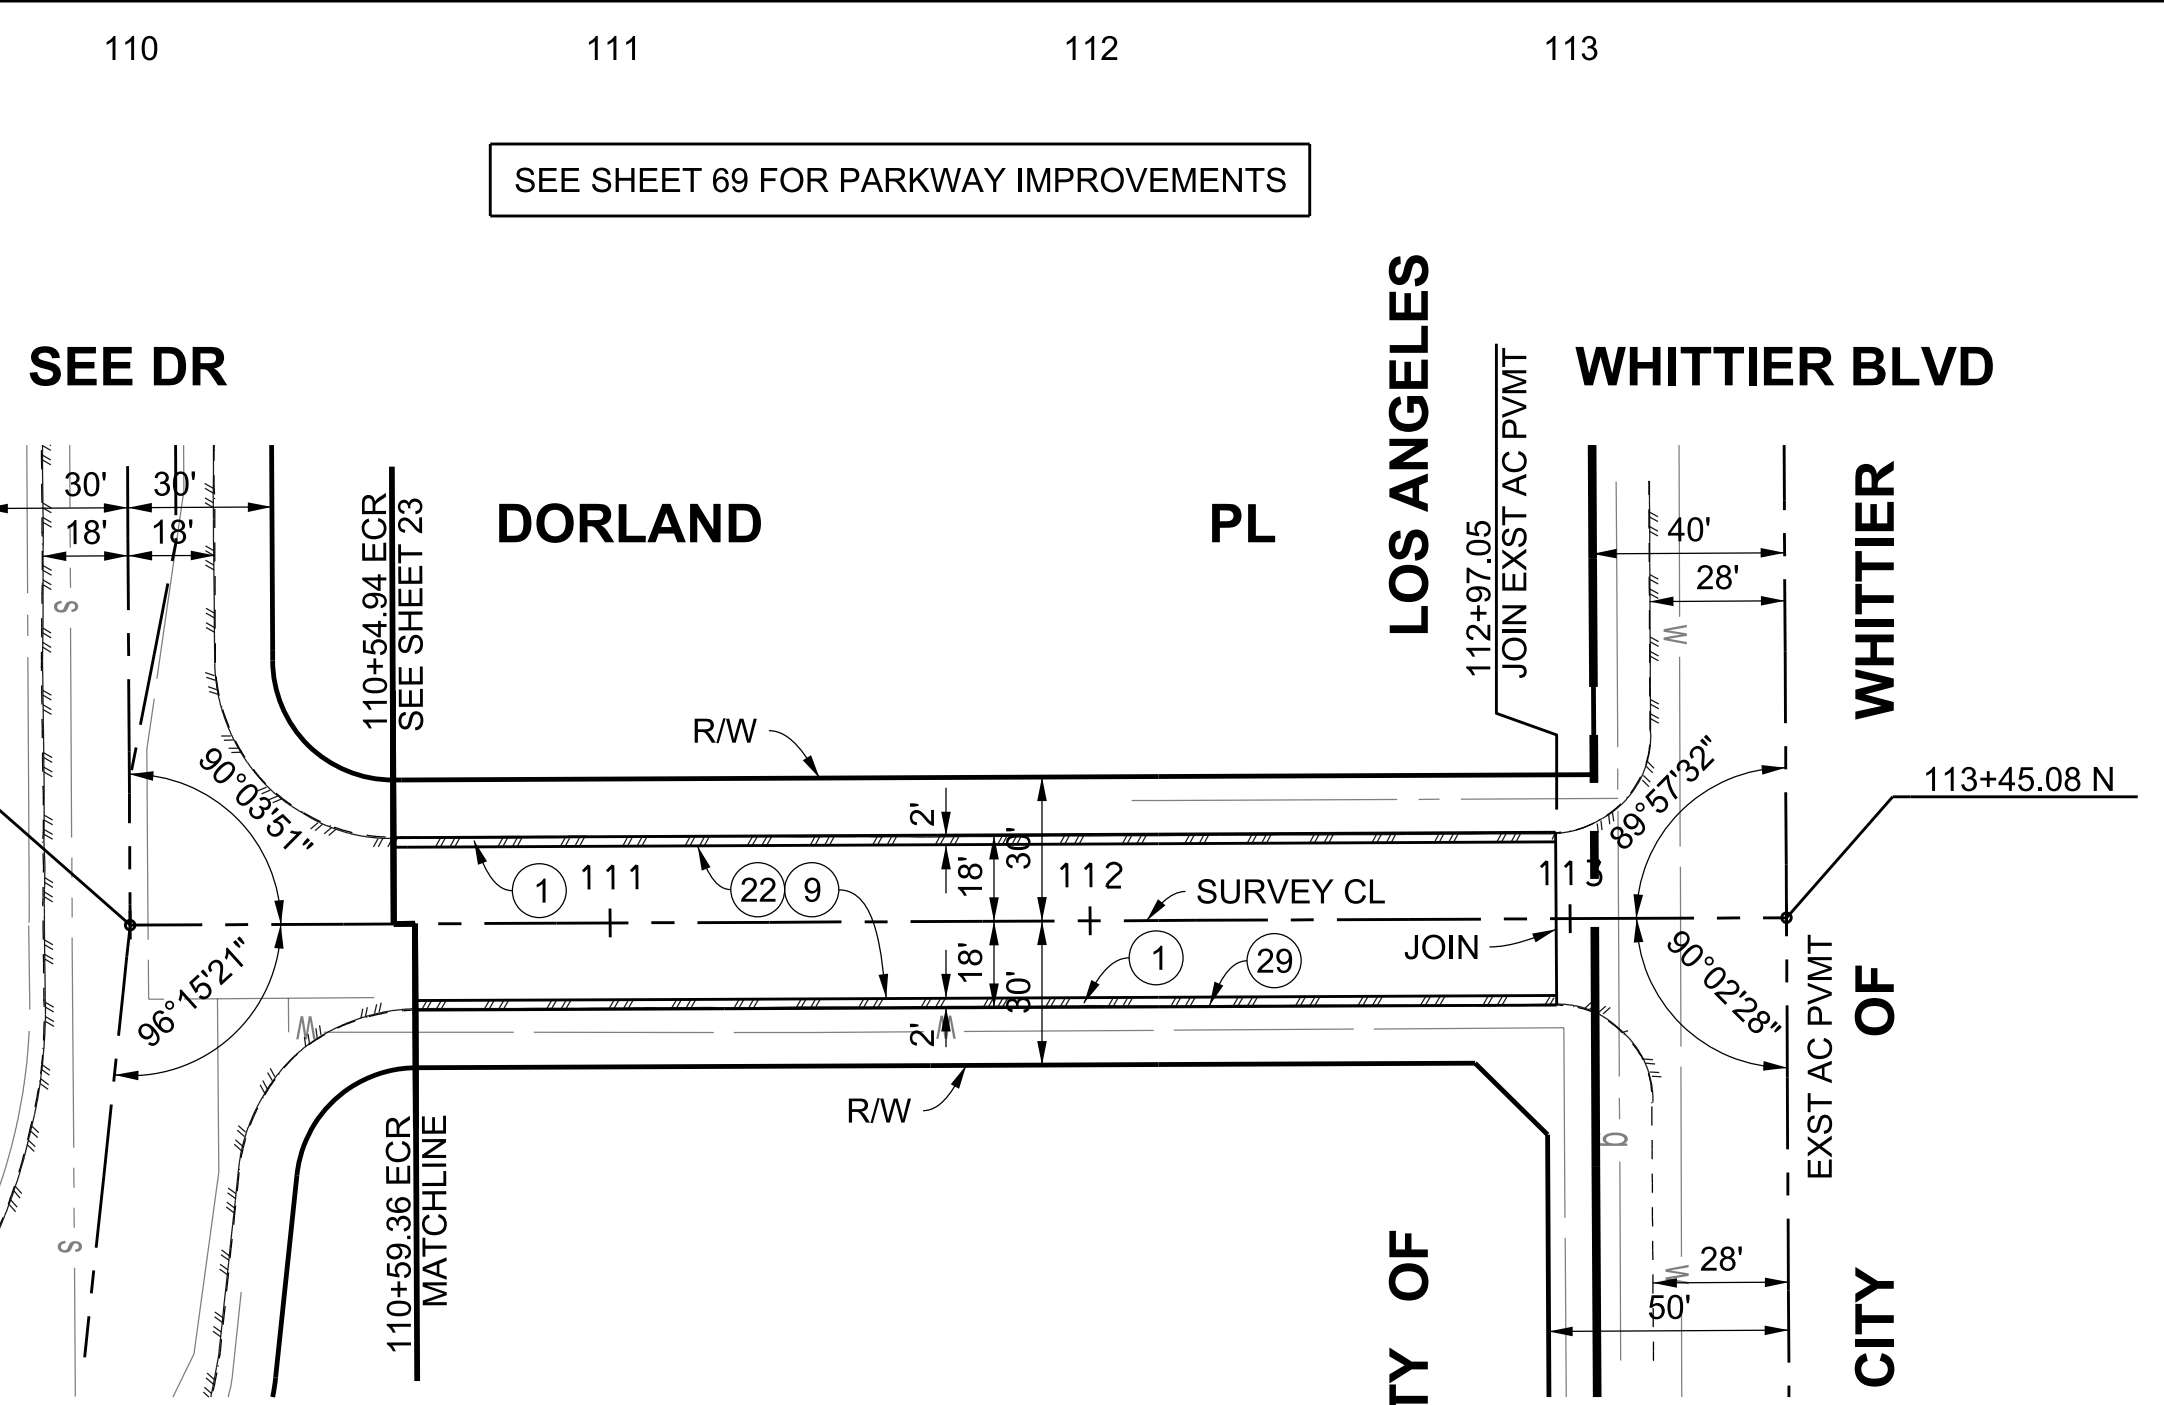 110
111
112
113
SEE SHEET 69 FOR PARKWAY IMPROVEMENTS
SEE DR
DORLAND
PL
LOS ANGELES
WHITTIER BLVD
WHITTIER
30'
30'
18'
18'
110+54.94 ECR
SEE SHEET 23
112+97.05
JOIN EXST AC PVMT
40'
28'
S
W
R/W
90°03'51"
89°57'32"
113+45.08 N
2'
18'
30'
1
111
22
9
112
SURVEY CL
113
JOIN
18'
30'
1
29
2'
96°15'21"
90°02'28"
W
W
R/W
EXST AC PVMT
OF
110+59.36 ECR
MATCHLINE
g
S
28'
W
50'
OF
CITY
TY